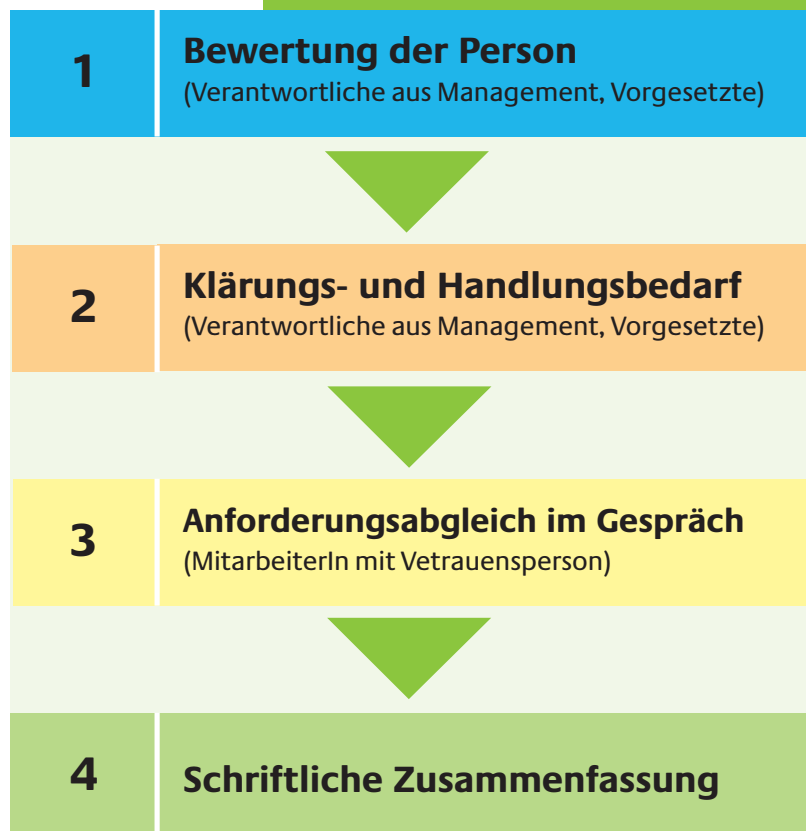 1
Bewertung der Person
(Verantwortliche aus Management, Vorgesetzte)
2
Klärungs- und Handlungsbedarf
(Verantwortliche aus Management, Vorgesetzte)
3
Anforderungsabgleich im Gespräch
(MitarbeiterIn mit Vetrauensperson)
4
Schriftliche Zusammenfassung